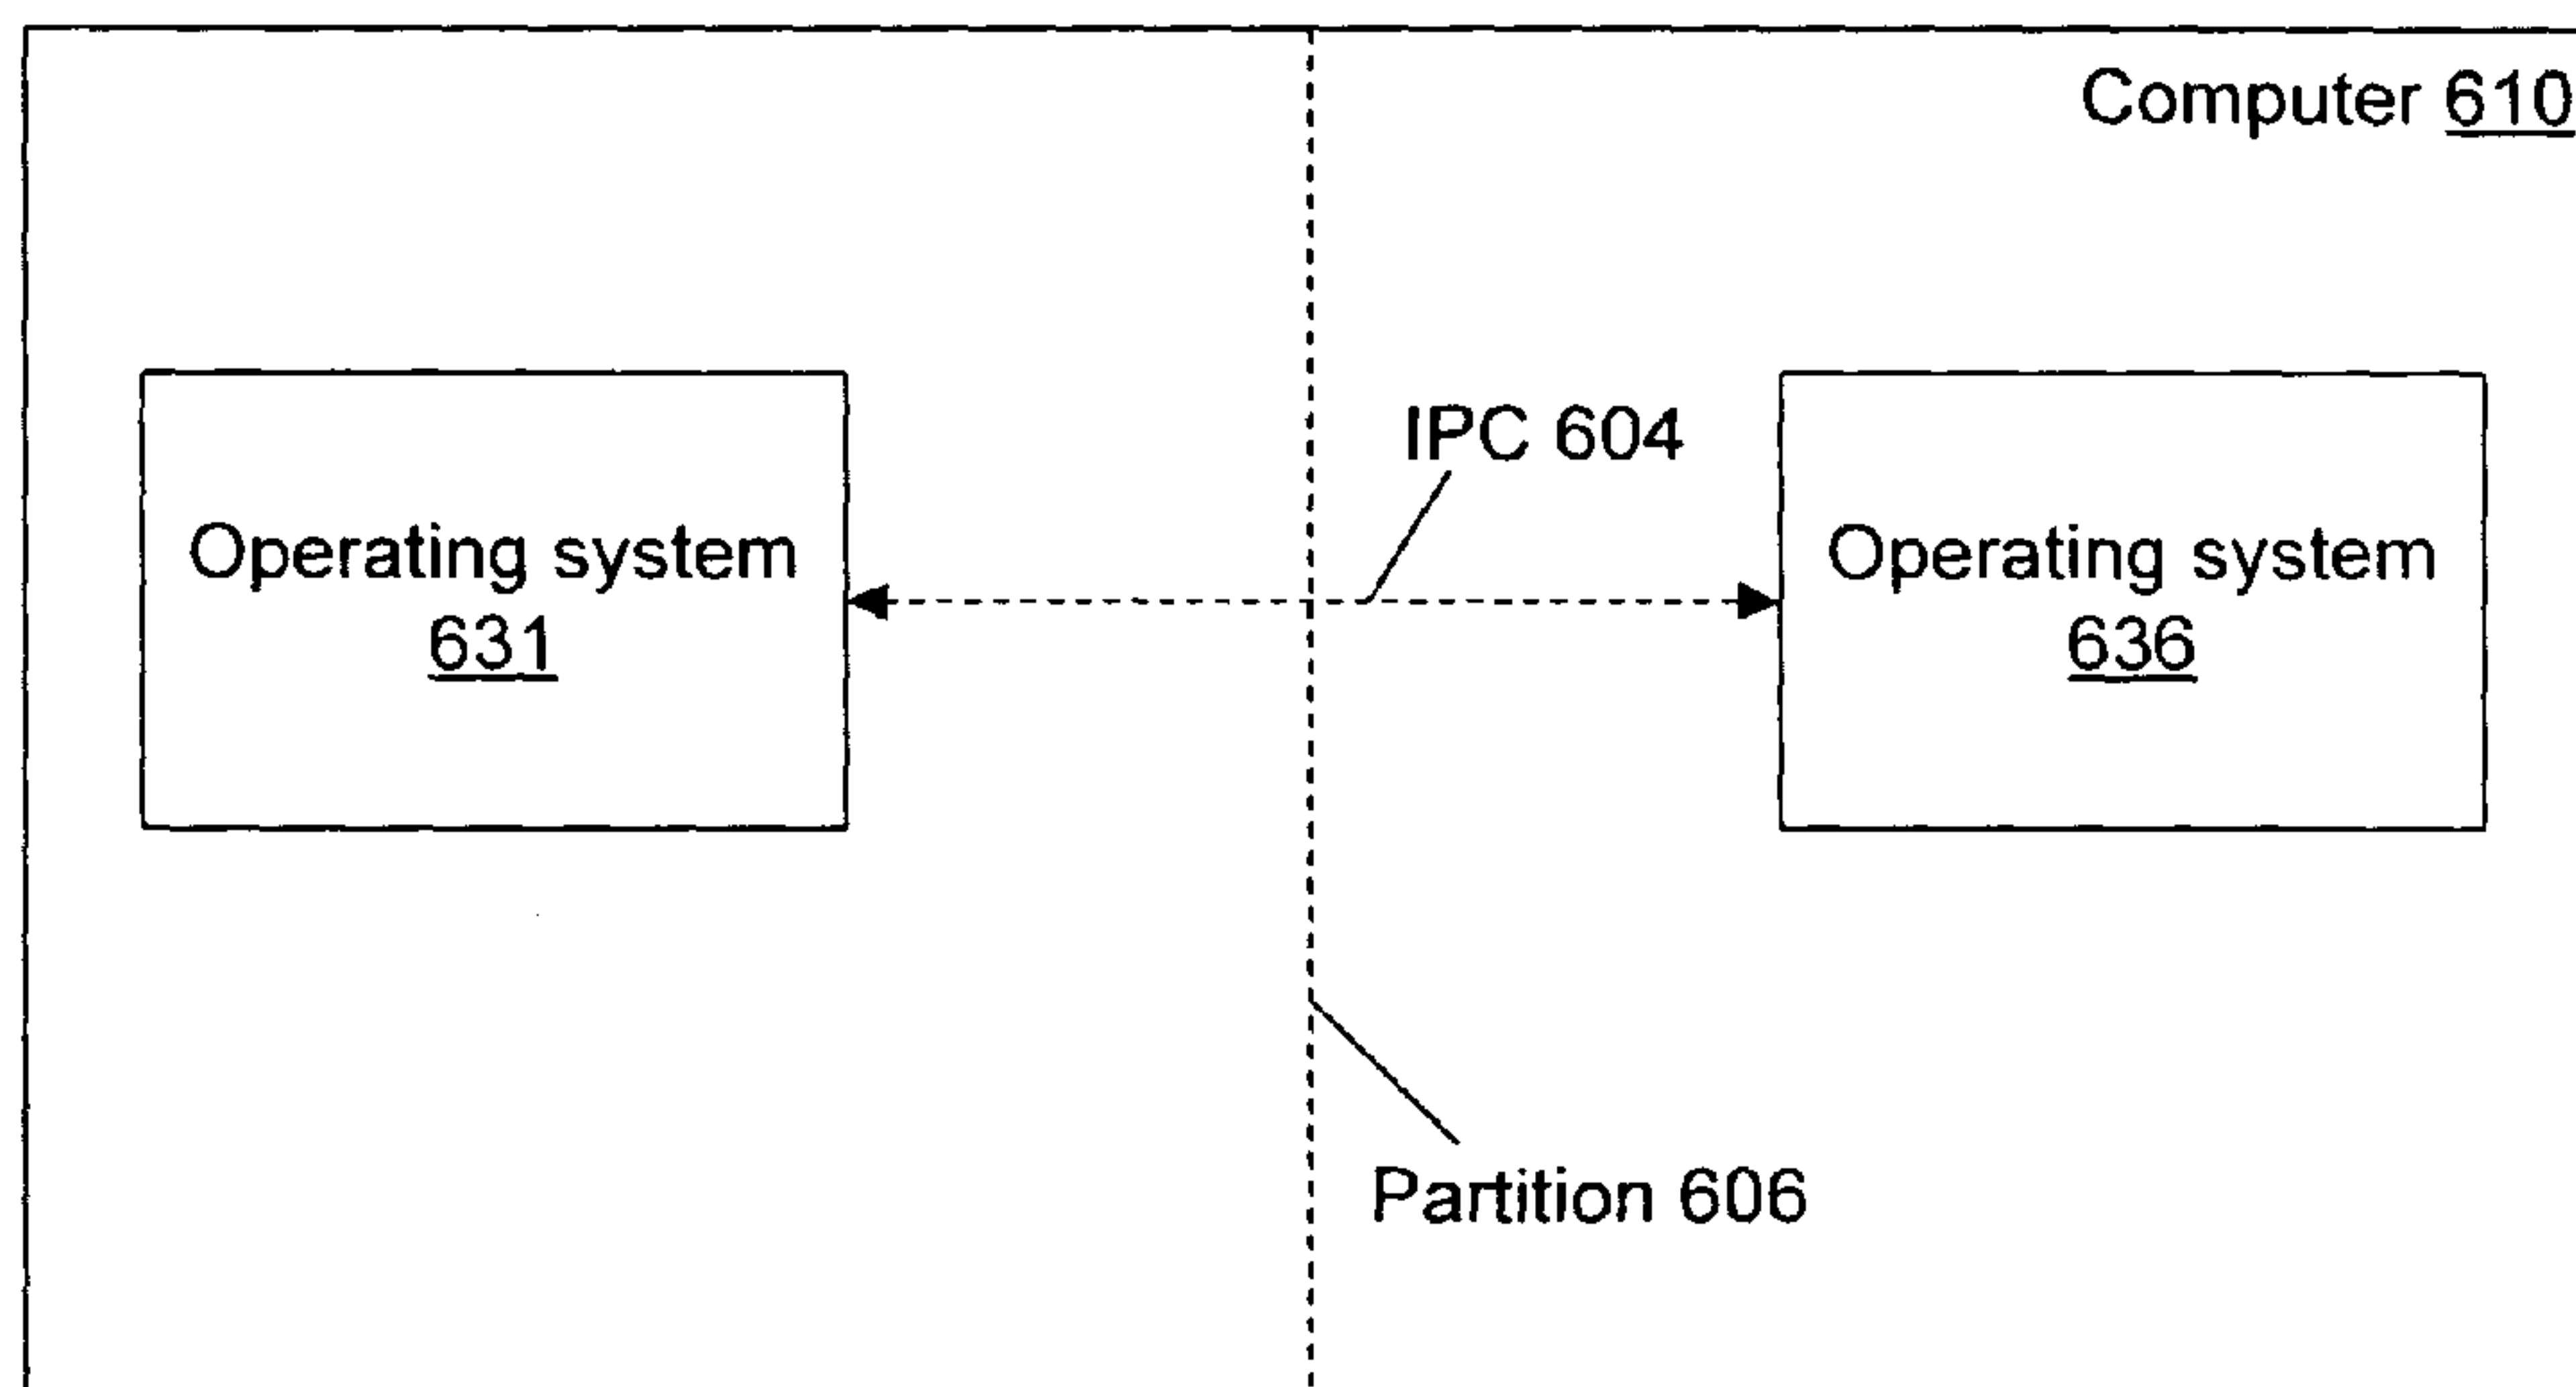 Computer 610
IPC 604
Operating system
631
Operating system
636
Partition 606